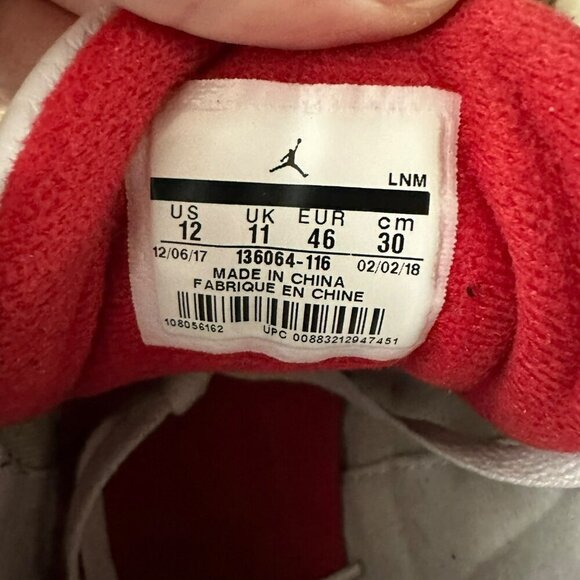 LNM
US UK EUR cm
12 11 46 30
12/06/17 136064-116 02/02/18
MADE IN CHINA
FABRIQUE EN CHINE
108056162 UPC 00883212947451